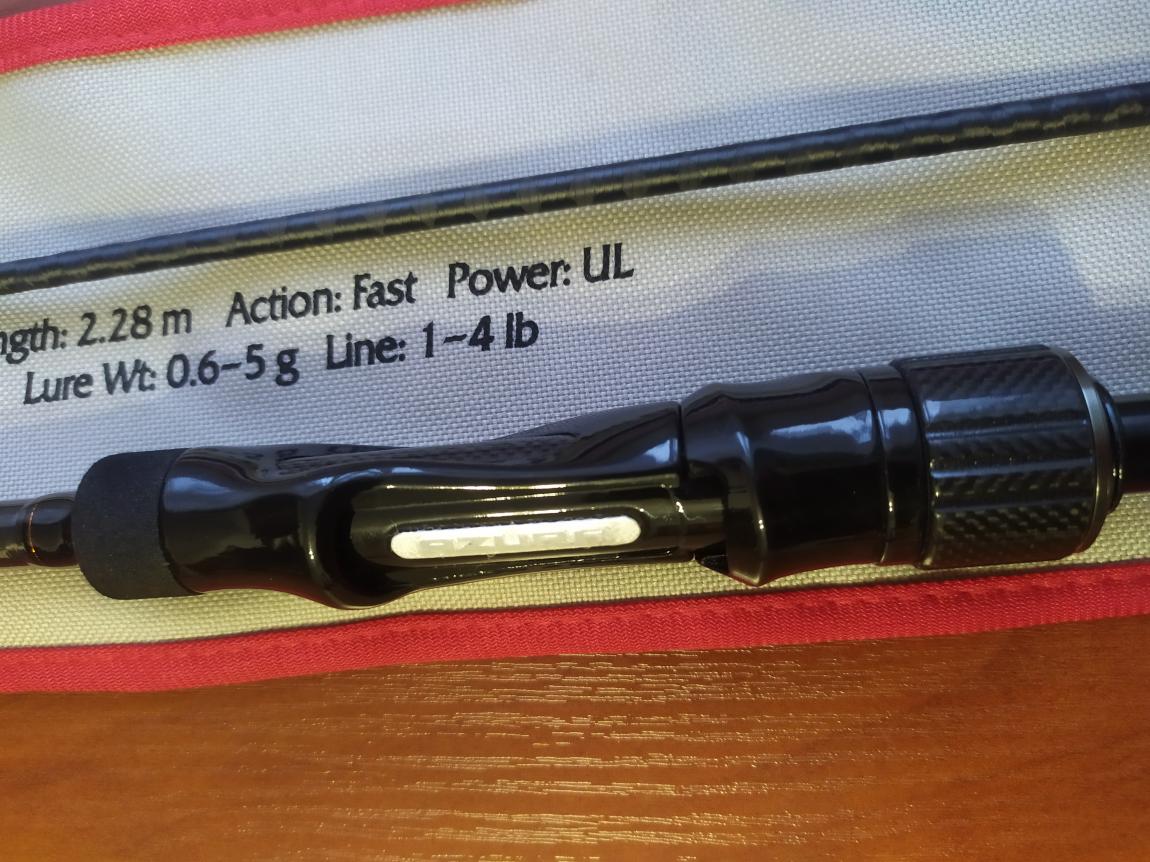 ngth: 2.28 m Action: Fast Power: UL
Lure Wt: 0.6~5 g Line: 1~4 lb